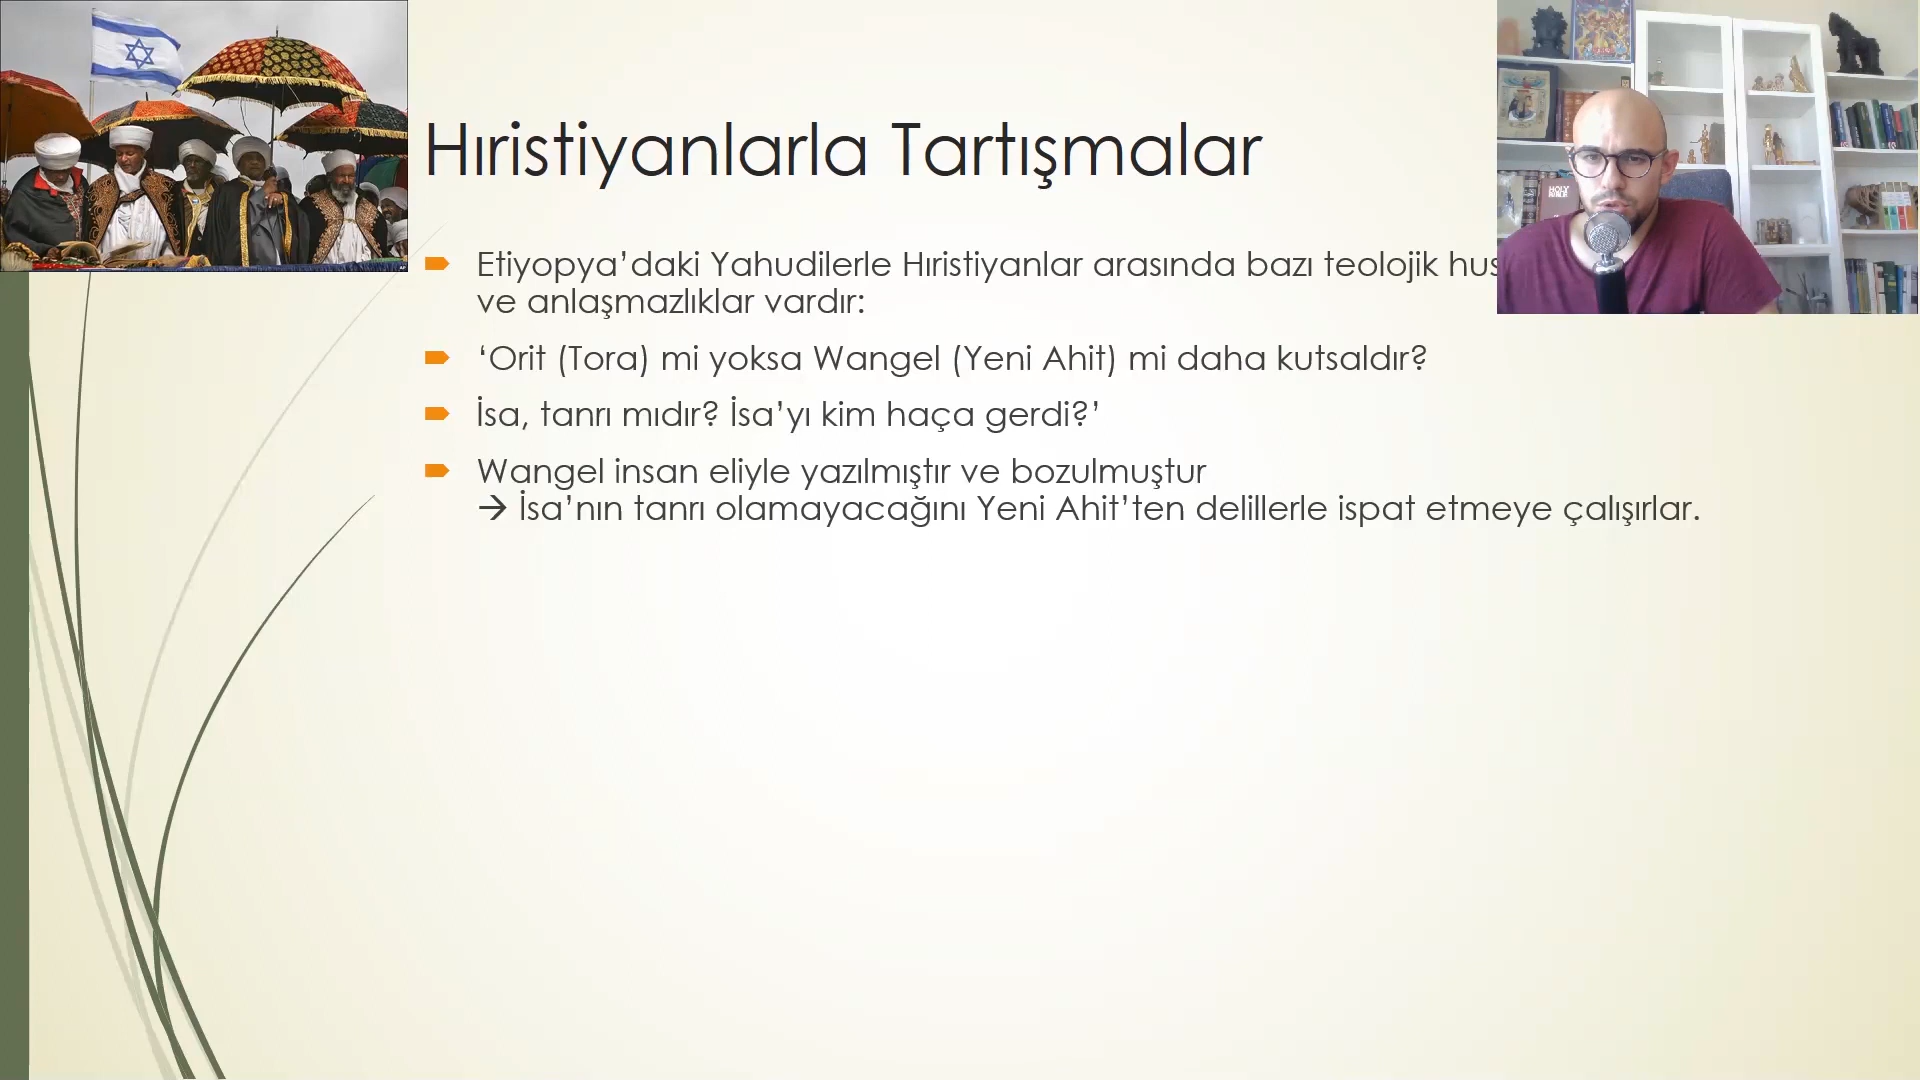 Hıristiyanlarla Tartışmalar
Etiyopya’daki Yahudilerle Hıristiyanlar arasında bazı teolojik
ve anlaşmazlıklar vardır:
‘Orit (Tora) mi yoksa Wangel (Yeni Ahit) mi daha kutsaldır?
İsa, tanrı mıdır? İsa’yı kim haça gerdi?’
Wangel insan eliyle yazılmıştır ve bozulmuştur
→ İsa’nın tanrı olamayacağını Yeni Ahit’ten delillerle ispat etmeye çalışırlar.
HOLY
BIBLE